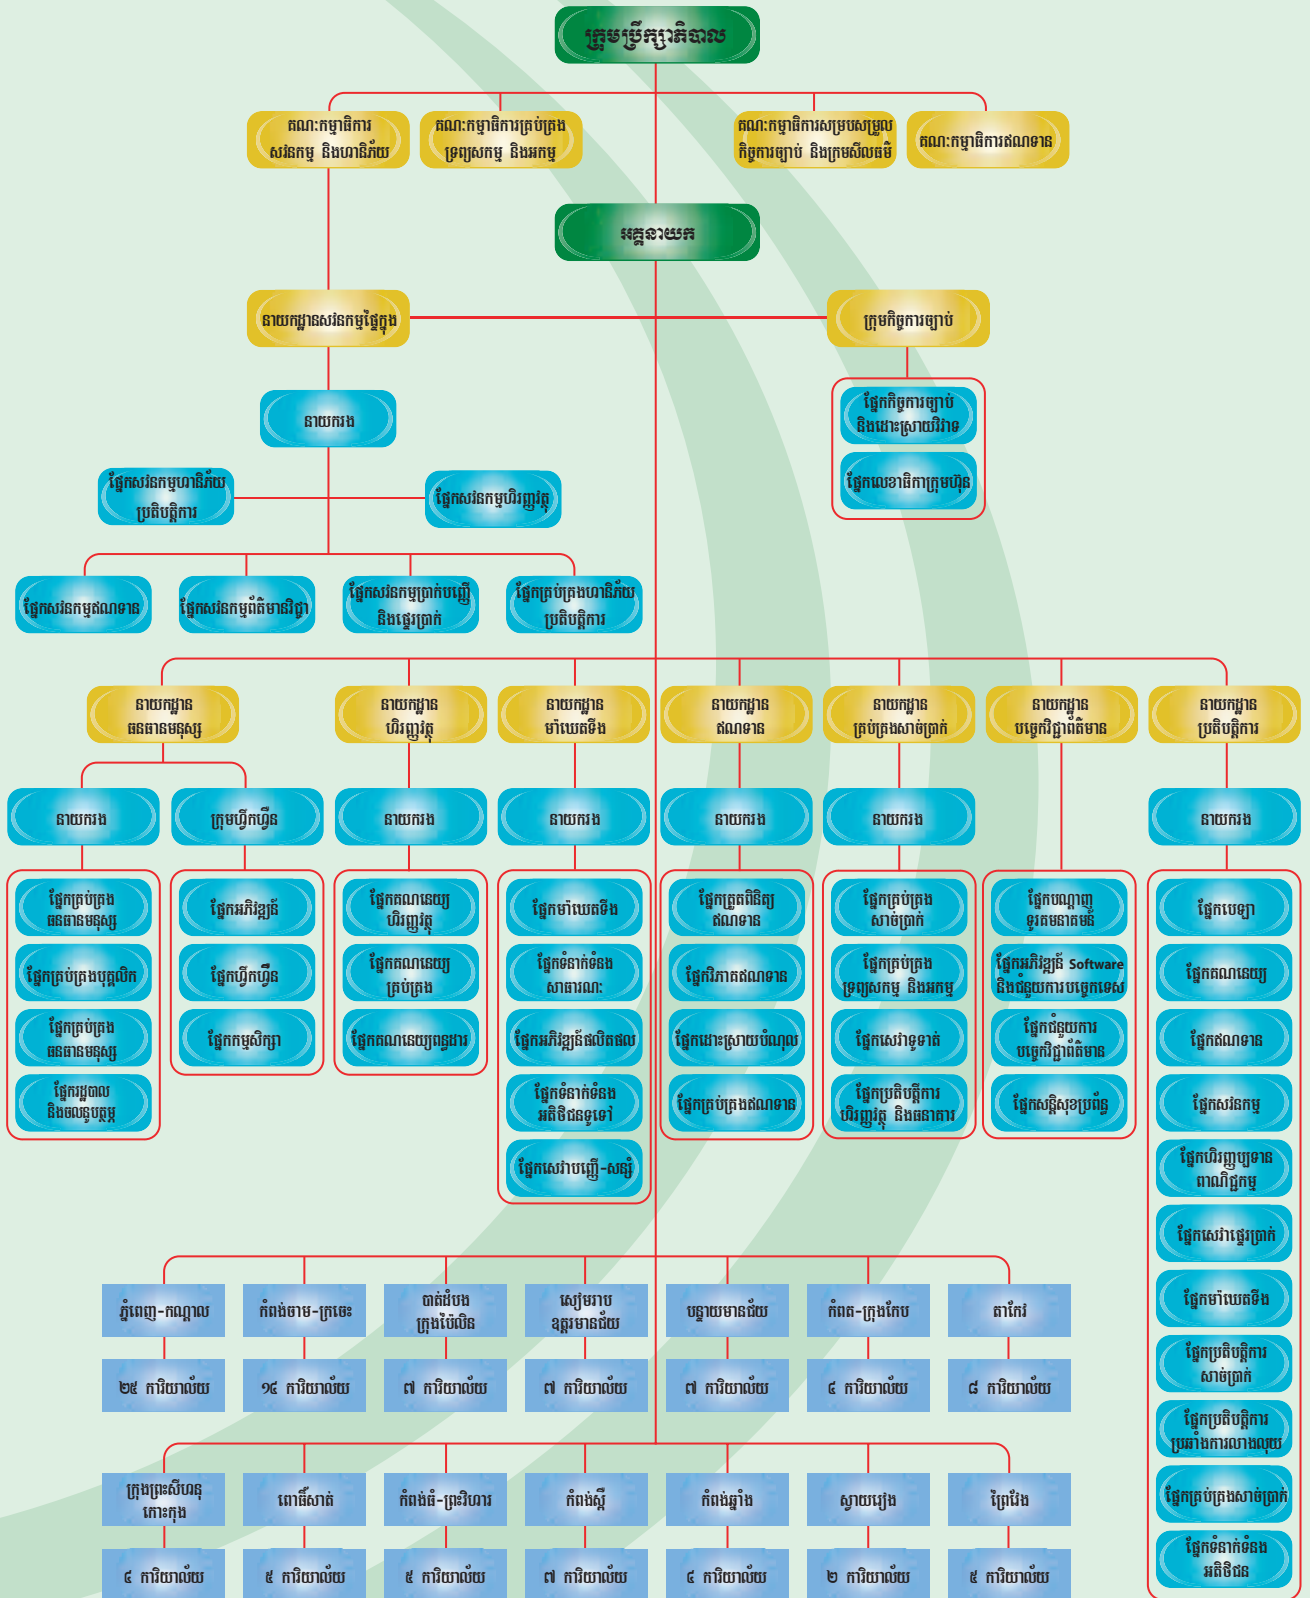 ក្រុមប្រឹក្សាភិបាល
គណៈកម្មាធិការ
សវនកម្ម និងហានិភ័យ
គណៈកម្មាធិការគ្រប់គ្រង
ទ្រព្យសកម្ម និងអកម្ម
គណៈកម្មាធិការសម្របសម្រួល
កិច្ចការច្បាប់ និងក្រមសីលធម៌
គណៈកម្មាធិការឥណទាន
អគ្គនាយក
នាយកដ្ឋានសវនកម្មផ្ទៃក្នុង
ក្រុមកិច្ចការច្បាប់
នាយករង
ផ្នែកកិច្ចការច្បាប់
និងដោះស្រាយវិវាទ
ផ្នែកលេខាធិការក្រុមហ៊ុន
ផ្នែកសវនកម្មហានិភ័យ
ប្រតិបត្តិការ
ផ្នែកសវនកម្មហិរញ្ញវត្ថុ
ផ្នែកសវនកម្មឥណទាន
ផ្នែកសវនកម្មព័ត៌មានវិជ្ជា
ផ្នែកសវនកម្មប្រាក់បញ្ញើ
និងផ្ទេរប្រាក់
ផ្នែកគ្រប់គ្រងហានិភ័យ
ប្រតិបត្តិការ
នាយកដ្ឋាន
ធនធានមនុស្ស
នាយកដ្ឋាន
ហិរញ្ញវត្ថុ
នាយកដ្ឋាន
ម៉ាឃេតទីង
នាយកដ្ឋាន
ឥណទាន
នាយកដ្ឋាន
គ្រប់គ្រងសាច់ប្រាក់
នាយកដ្ឋាន
បច្ចេកវិជ្ជាព័ត៌មាន
នាយកដ្ឋាន
ប្រតិបត្តិការ
នាយករង
ក្រុមហ្វឹកហ្វឺន
នាយករង
នាយករង
នាយករង
នាយករង
នាយករង
ផ្នែកគ្រប់គ្រង
ធនធានមនុស្ស
ផ្នែកគ្រប់គ្រងបុគ្គលិក
ផ្នែកគ្រប់គ្រង
ធនធានមនុស្ស
ផ្នែករដ្ឋបាល
និងចលនូបត្ថម្ភ
ផ្នែកអភិវឌ្ឍន៍
ផ្នែកហ្វឹកហ្វឺន
ផ្នែកកម្មសិក្សា
ផ្នែកគណនេយ្យ
ហិរញ្ញវត្ថុ
ផ្នែកគណនេយ្យ
គ្រប់គ្រង
ផ្នែកគណនេយ្យពន្ធដារ
ផ្នែកម៉ាឃេតទីង
ផ្នែកទំនាក់ទំនង
សាធារណៈ
ផ្នែកអភិវឌ្ឍន៍ផលិតផល
ផ្នែកទំនាក់ទំនង
អតិថិជនទូទៅ
ផ្នែកសេវាបញ្ញើ-សន្សំ
ផ្នែកត្រួតពិនិត្យ
ឥណទាន
ផ្នែកវិភាគឥណទាន
ផ្នែកដោះស្រាយបំណុល
ផ្នែកគ្រប់គ្រងឥណទាន
ផ្នែកគ្រប់គ្រង
សាច់ប្រាក់
ផ្នែកគ្រប់គ្រង
ទ្រព្យសកម្ម និងអកម្ម
ផ្នែកសេវាទូទាត់
ផ្នែកប្រតិបត្តិការ
ហិរញ្ញវត្ថុ និងធនាគារ
ផ្នែកបណ្តាញ
ទូរគមនាគមន៍
ផ្នែកអភិវឌ្ឍន៍ Software
និងជំនួយការបច្ចេកទេស
ផ្នែកជំនួយការ
បច្ចេកវិជ្ជាព័ត៌មាន
ផ្នែកសន្តិសុខប្រព័ន្ធ
ផ្នែកបេឡា
ផ្នែកគណនេយ្យ
ផ្នែកឥណទាន
ផ្នែកសវនកម្ម
ផ្នែកហិរញ្ញប្បទាន
ពាណិជ្ជកម្ម
ផ្នែកសេវាផ្ទេរប្រាក់
ផ្នែកម៉ាឃេតទីង
ផ្នែកប្រតិបត្តិការ
សាច់ប្រាក់
ផ្នែកប្រតិបត្តិការ
ប្រឆាំងការលាងលុយ
ផ្នែកគ្រប់គ្រងសាច់ប្រាក់
ផ្នែកទំនាក់ទំនង
អតិថិជន
ភ្នំពេញ-កណ្តាល
កំពង់ចាម-ក្រចេះ
បាត់ដំបង
ក្រុងប៉ៃលិន
សៀមរាប
ឧត្តរមានជ័យ
បន្ទាយមានជ័យ
កំពត-ក្រុងកែប
តាកែវ
២៥ ការិយាល័យ
១៤ ការិយាល័យ
៧ ការិយាល័យ
៧ ការិយាល័យ
៧ ការិយាល័យ
៤ ការិយាល័យ
៨ ការិយាល័យ
ក្រុងព្រះសីហនុ
កោះកុង
ពោធិ៍សាត់
កំពង់ធំ-ព្រះវិហារ
កំពង់ស្ពឺ
កំពង់ឆ្នាំង
ស្វាយរៀង
ព្រៃវែង
៤ ការិយាល័យ
៥ ការិយាល័យ
៥ ការិយាល័យ
៧ ការិយាល័យ
៤ ការិយាល័យ
២ ការិយាល័យ
៥ ការិយាល័យ